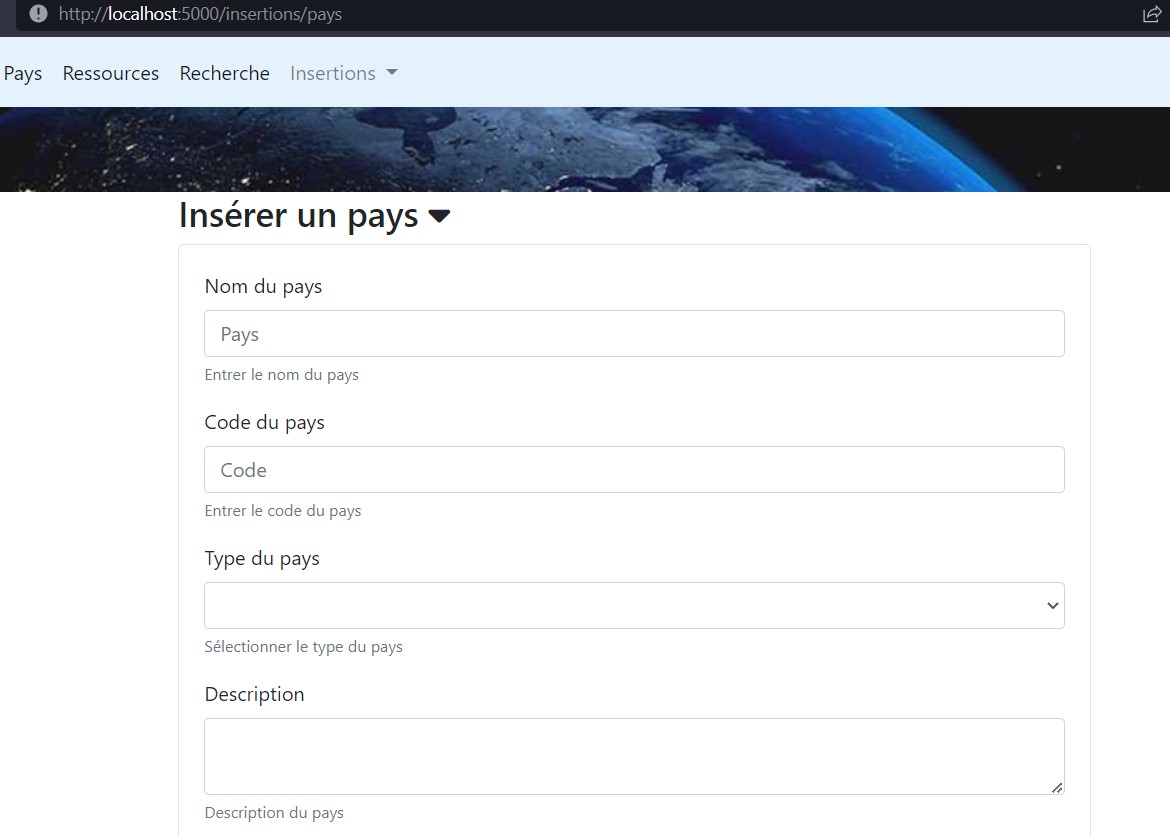 http://localhost:5000/insertions/pays
Pays Ressources Recherche Insertions
Insérer un pays
Nom du pays
Pays
Entrer le nom du pays
Code du pays
Code
Entrer le code du pays
Type du pays
Sélectionner le type du pays
Description
Description du pays